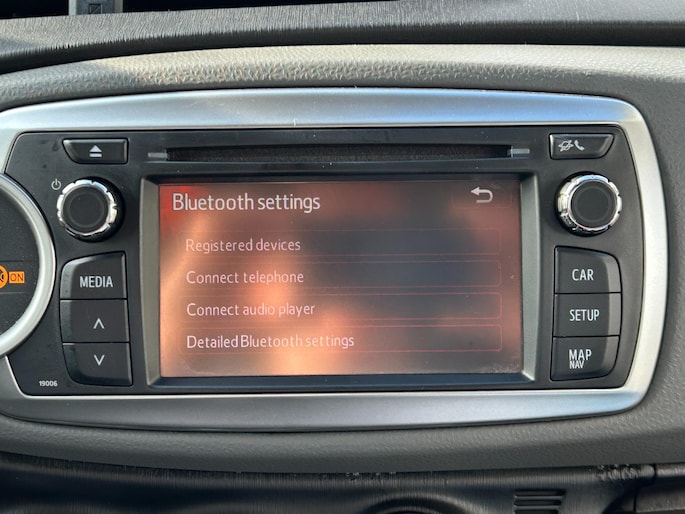 Bluetooth settings
Registered devices
Connect telephone
Connect audio player
Detailed Bluetooth settings
MEDIA
19006
CAR
SETUP
MAP
NAV
ON